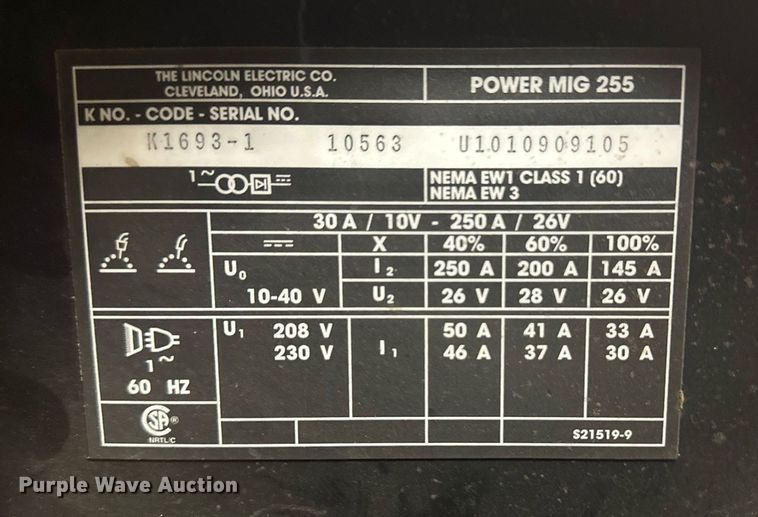 THE LINCOLN ELECTRIC CO.
CLEVELAND, OHIO U.S.A.
POWER MIG 255
K NO. - CODE - SERIAL NO.
K1693-1 10563 U1010909105
1~
NEMA EW1 CLASS 1 (60)
NEMA EW 3
30 A / 10V - 250 A / 26V
X 40% 60% 100%
U0 I2 250 A 200 A 145 A
10-40 V U2 26 V 28 V 26 V
U1 208 V I1 50 A 41 A 33 A
230 V 46 A 37 A 30 A
1~
60 HZ
SA ®
NRTL/C
S21519-9
Purple Wave Auction